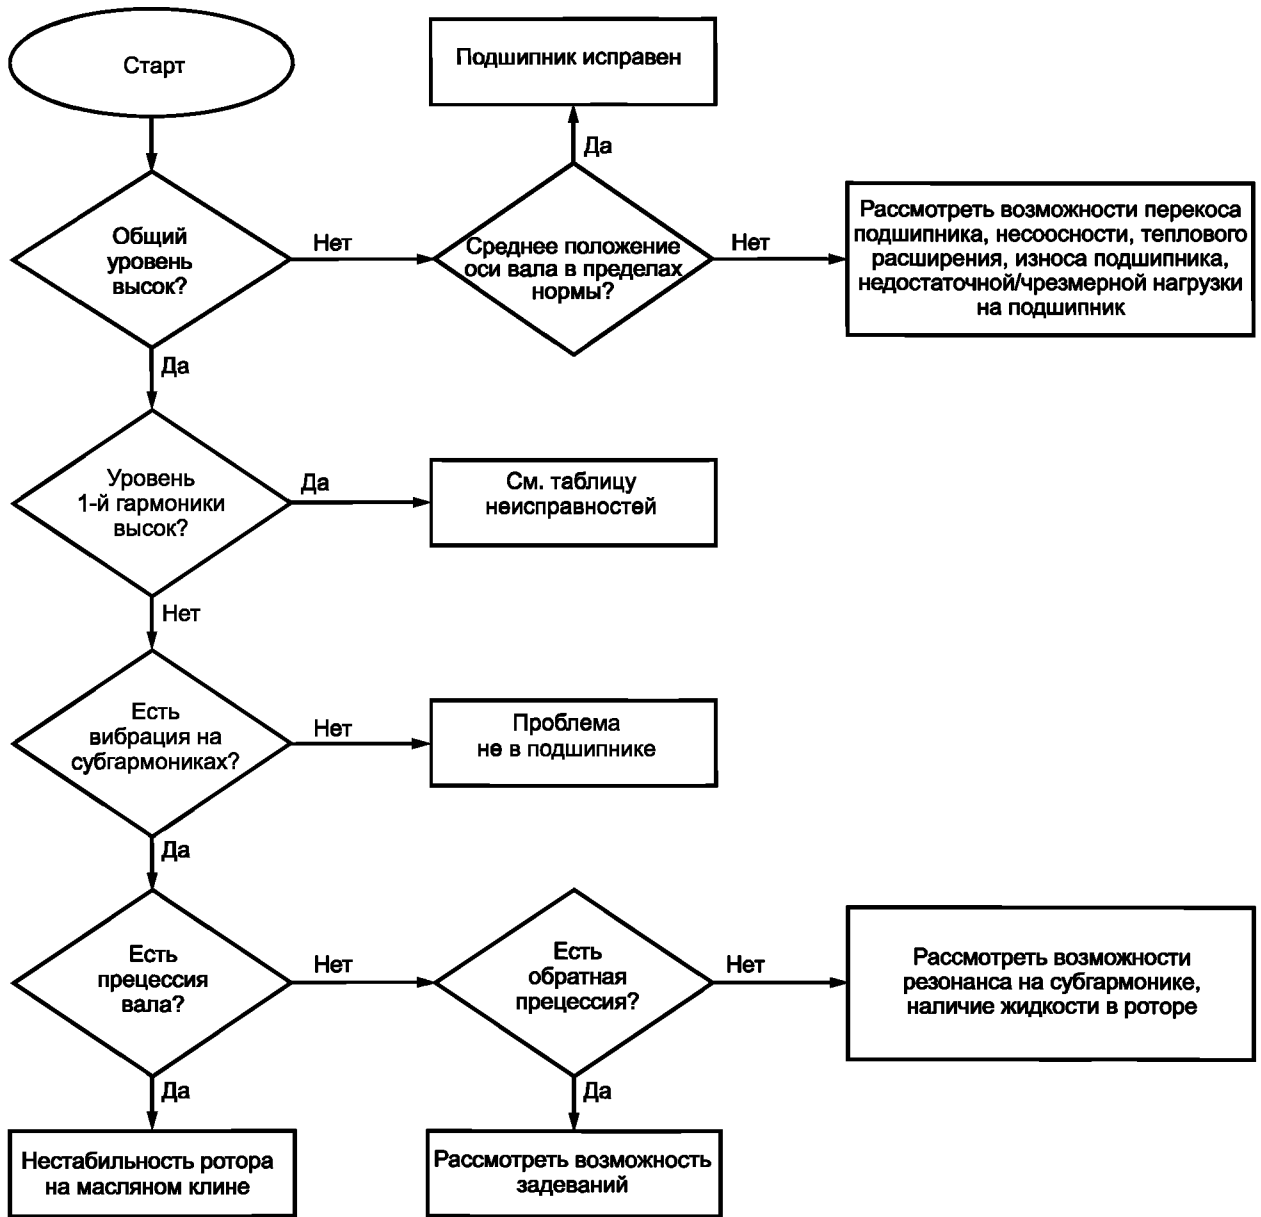 Старт
Подшипник исправен
Да
Общий
уровень
высок?
Нет
Среднее положение
оси вала в пределах
нормы?
Нет
Рассмотреть возможности перекоса
подшипника, несоосности, теплового
расширения, износа подшипника,
недостаточной/чрезмерной нагрузки
на подшипник
Да
Уровень
1-й гармоники
высок?
Да
См. таблицу
неисправностей
Нет
Есть
вибрация на
субгармониках?
Нет
Проблема
не в подшипнике
Да
Есть
прецессия
вала?
Нет
Есть
обратная
прецессия?
Нет
Рассмотреть возможности
резонанса на субгармонике,
наличие жидкости в роторе
Да
Да
Нестабильность ротора
на масляном клине
Рассмотреть возможность
задеваний